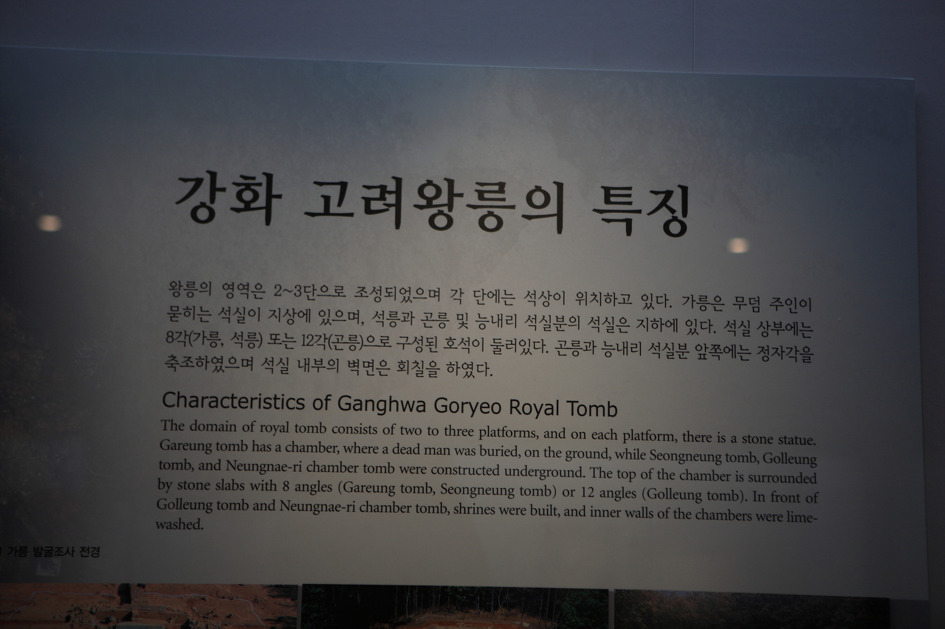 강화 고려왕릉의 특징
왕릉의 영역은 2~3단으로 조성되었으며 각 단에는 석상이 위치하고 있다. 가릉은 무덤 주인이
묻히는 석실이 지상에 있으며, 석릉과 곤릉 및 능내리 석실분의 석실은 지하에 있다. 석실 상부에는
8각(가릉, 석릉) 또는 12각(곤릉)으로 구성된 호석이 둘러있다. 곤릉과 능내리 석실분 앞쪽에는 정자각을
축조하였으며 석실 내부의 벽면은 회칠을 하였다.
Characteristics of Ganghwa Goryeo Royal Tomb
The domain of royal tomb consists of two to three platforms, and on each platform, there is a stone statue.
Gareung tomb has a chamber, where a dead man was buried, on the ground, while Seongneung tomb, Golleung
tomb, and Neungnae-ri chamber tomb were constructed underground. The top of the chamber is surrounded
by stone slabs with 8 angles (Gareung tomb, Seongneung tomb) or 12 angles (Golleung tomb). In front of
Golleung tomb and Neungnae-ri chamber tomb, shrines were built, and inner walls of the chambers were lime-
washed.
가릉 발굴조사 전경